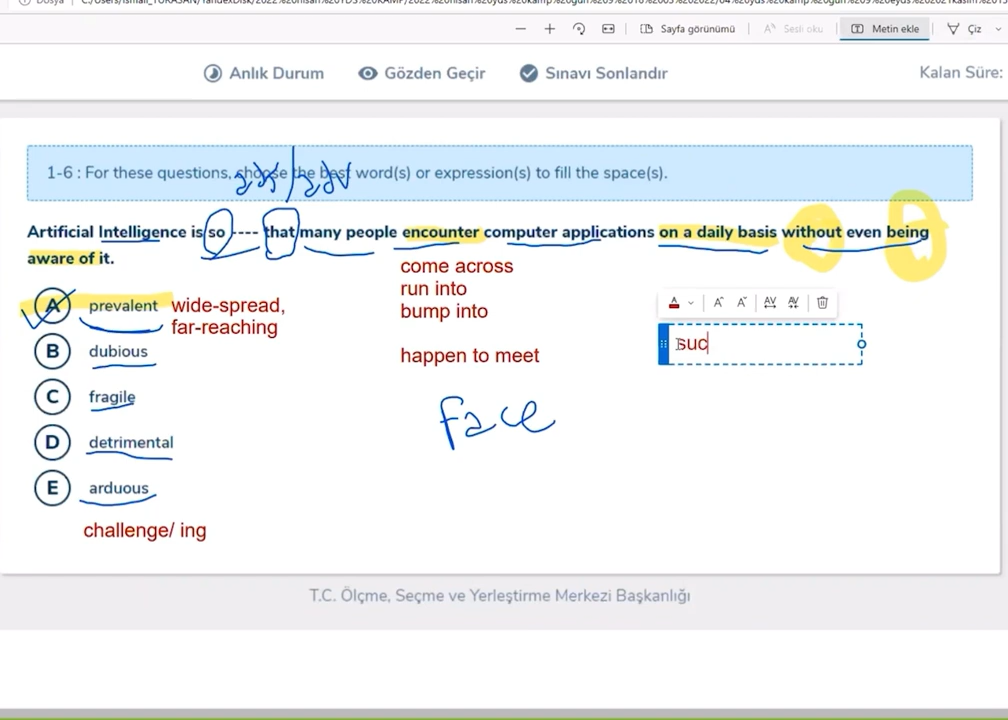 Sayfa görünümü
Sesli oku
Metin ekle
Çiz
Anlık Durum
Gözden Geçir
Sınavı Sonlandır
Kalan Süre:
1-6 : For these questions, choose the best word(s) or expression(s) to fill the space(s).
Artificial Intelligence is so ---- that many people encounter computer applications on a daily basis without even being
aware of it.
A prevalent
wide-spread,
far-reaching
B dubious
C fragile
D detrimental
E arduous
challenge/ ing
come across
run into
bump into
happen to meet
face
suc
T.C. Ölçme, Seçme ve Yerleştirme Merkezi Başkanlığı